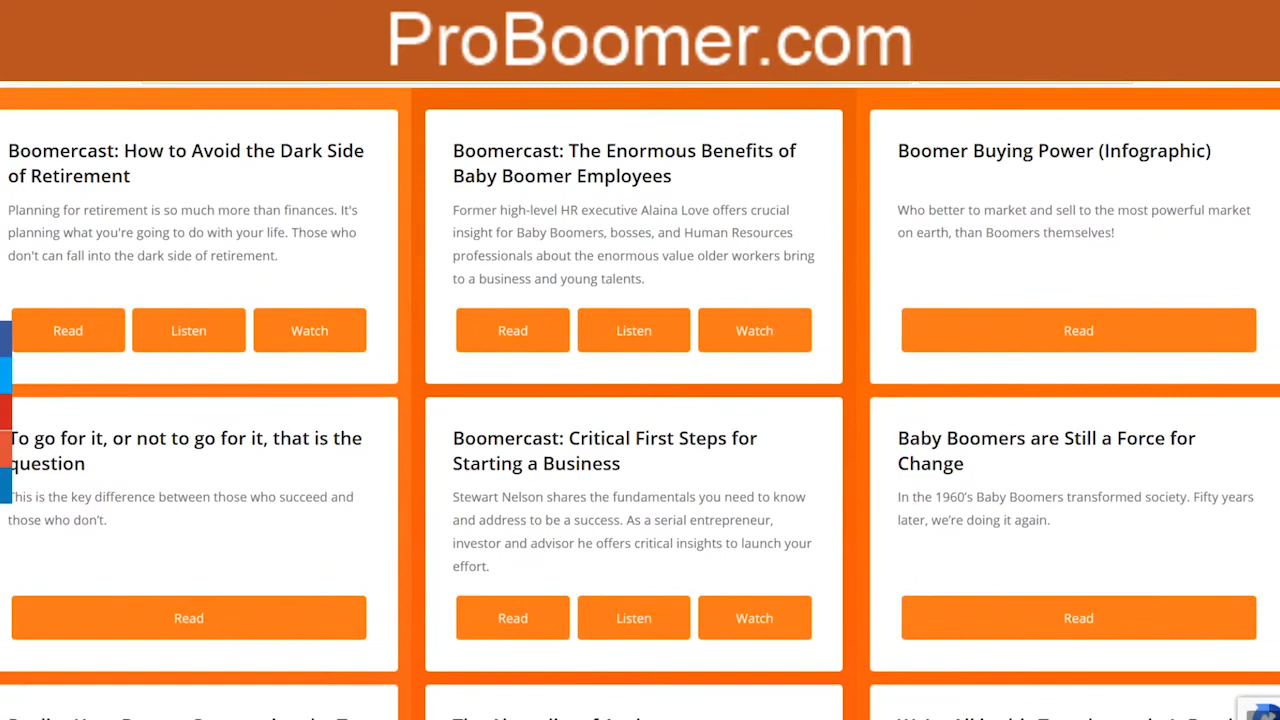 ProBoomer.com
Boomercast: How to Avoid the Dark Side
of Retirement
Planning for retirement is so much more than finances. It's
planning what you're going to do with your life. Those who
don't can fall into the dark side of retirement.
Read
Listen
Watch
Boomercast: The Enormous Benefits of
Baby Boomer Employees
Former high-level HR executive Alaina Love offers crucial
insight for Baby Boomers, bosses, and Human Resources
professionals about the enormous value older workers bring
to a business and young talents.
Read
Listen
Watch
Boomer Buying Power (Infographic)
Who better to market and sell to the most powerful market
on earth, than Boomers themselves!
Read
To go for it, or not to go for it, that is the
question
This is the key difference between those who succeed and
those who don’t.
Read
Boomercast: Critical First Steps for
Starting a Business
Stewart Nelson shares the fundamentals you need to know
and address to be a success. As a serial entrepreneur,
investor and advisor he offers critical insights to launch your
effort.
Read
Listen
Watch
Baby Boomers are Still a Force for
Change
In the 1960’s Baby Boomers transformed society. Fifty years
later, we’re doing it again.
Read